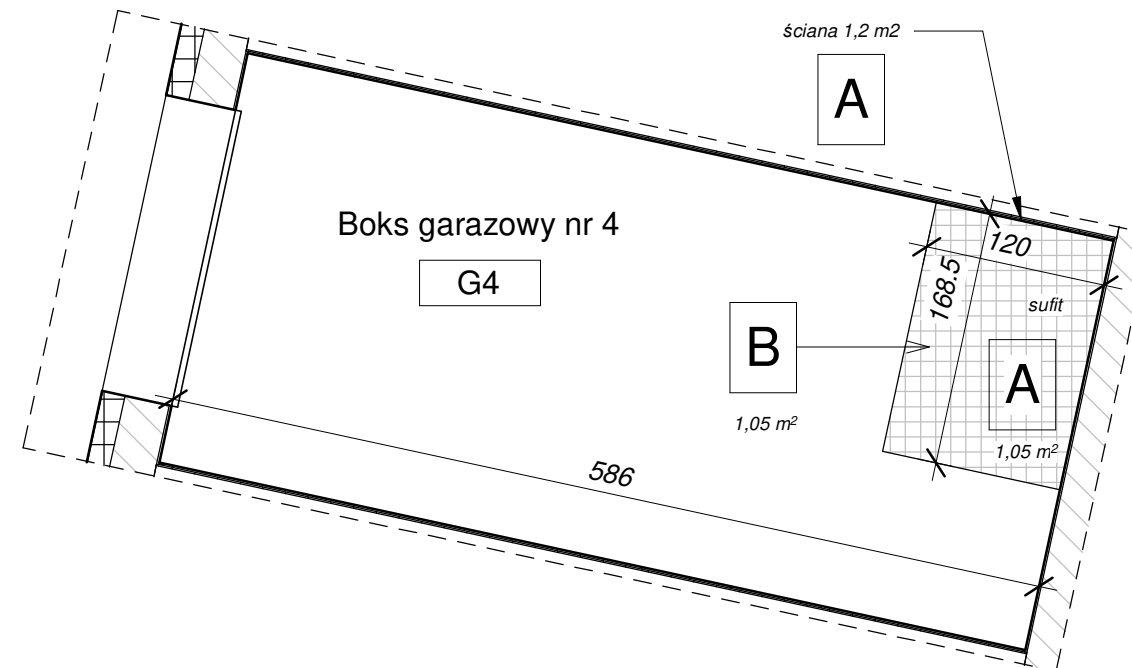 ściana 1,2 m2
A
Boks garazowy nr 4
G4
120
168.5
sufit
B
A
1,05 m²
1,05 m²
586